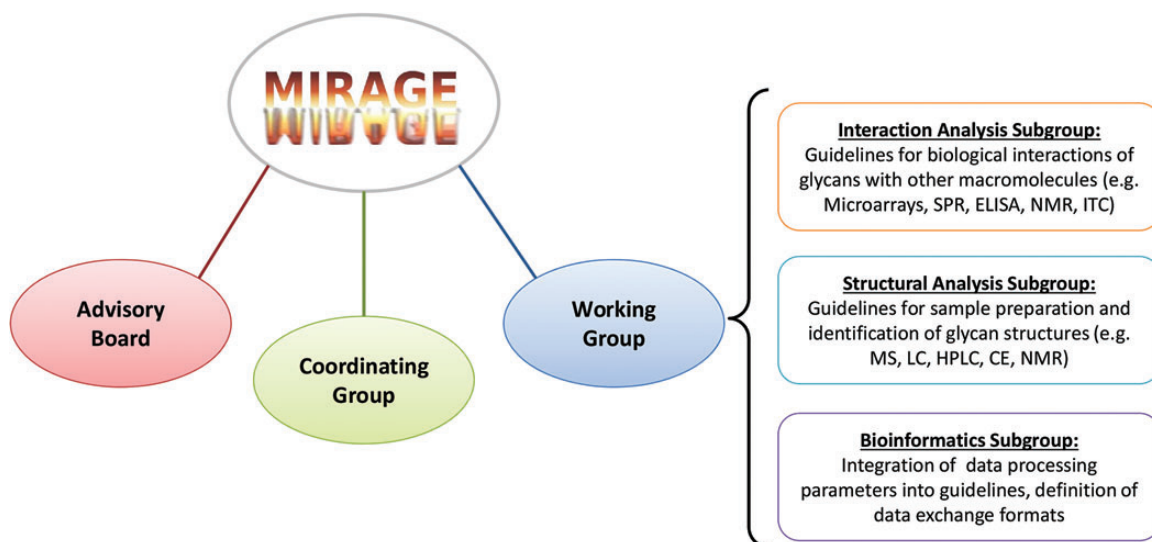 MIRAGE
Advisory
Board
Coordinating
Group
Working
Group
Interaction Analysis Subgroup:
Guidelines for biological interactions of
glycans with other macromolecules (e.g.
Microarrays, SPR, ELISA, NMR, ITC)
Structural Analysis Subgroup:
Guidelines for sample preparation and
identification of glycan structures (e.g.
MS, LC, HPLC, CE, NMR)
Bioinformatics Subgroup:
Integration of data processing
parameters into guidelines, definition of
data exchange formats